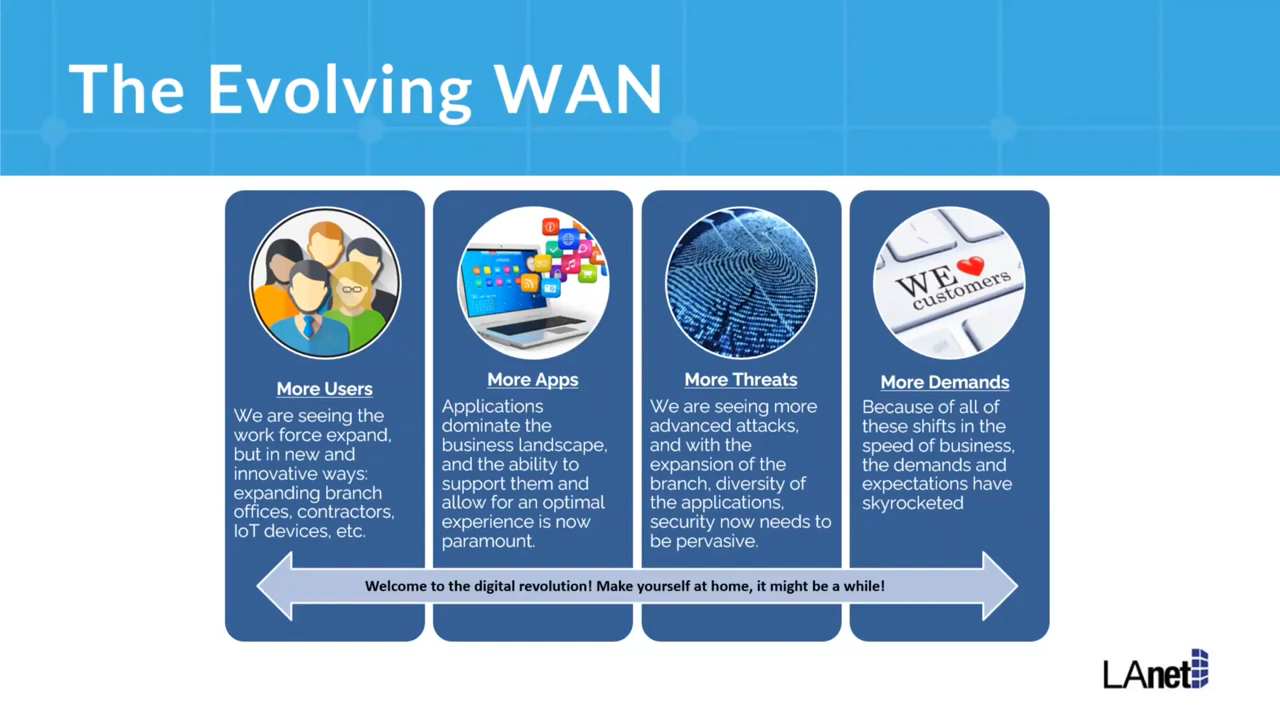 The Evolving WAN
WE
customers
More Users
We are seeing the
work force expand,
but in new and
innovative ways:
expanding branch
offices, contractors,
IoT devices, etc.
More Apps
Applications
dominate the
business landscape,
and the ability to
support them and
allow for an optimal
experience is now
paramount.
More Threats
We are seeing more
advanced attacks,
and with the
expansion of the
branch, diversity of
the applications,
security now needs to
be pervasive.
More Demands
Because of all of
these shifts in the
speed of business,
the demands and
expectations have
skyrocketed
Welcome to the digital revolution! Make yourself at home, it might be a while!
LAnet